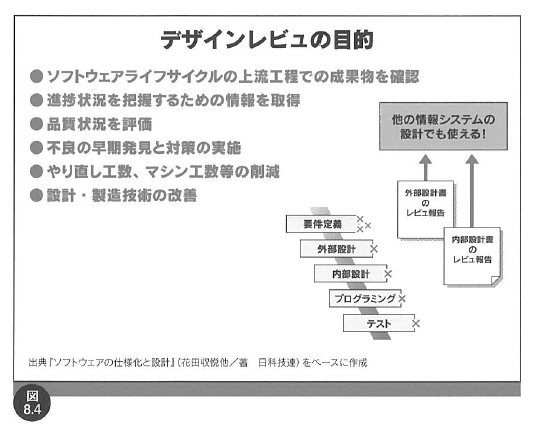 デザインレビュの目的
● ソフトウェアライフサイクルの上流工程での成果物を確認
● 進捗状況を把握するための情報を取得
● 品質状況を評価
● 不良の早期発見と対策の実施
● やり直し工数、マシン工数等の削減
● 設計・製造技術の改善
他の情報システムの
設計でも使える!
外部設計書
の
レビュ報告
内部設計書
の
レビュ報告
要件定義
外部設計
内部設計
プログラミング
テスト
出典『ソフトウェアの仕様化と設計』(花田収悦他/著 日科技連)をベースに作成
図
8.4